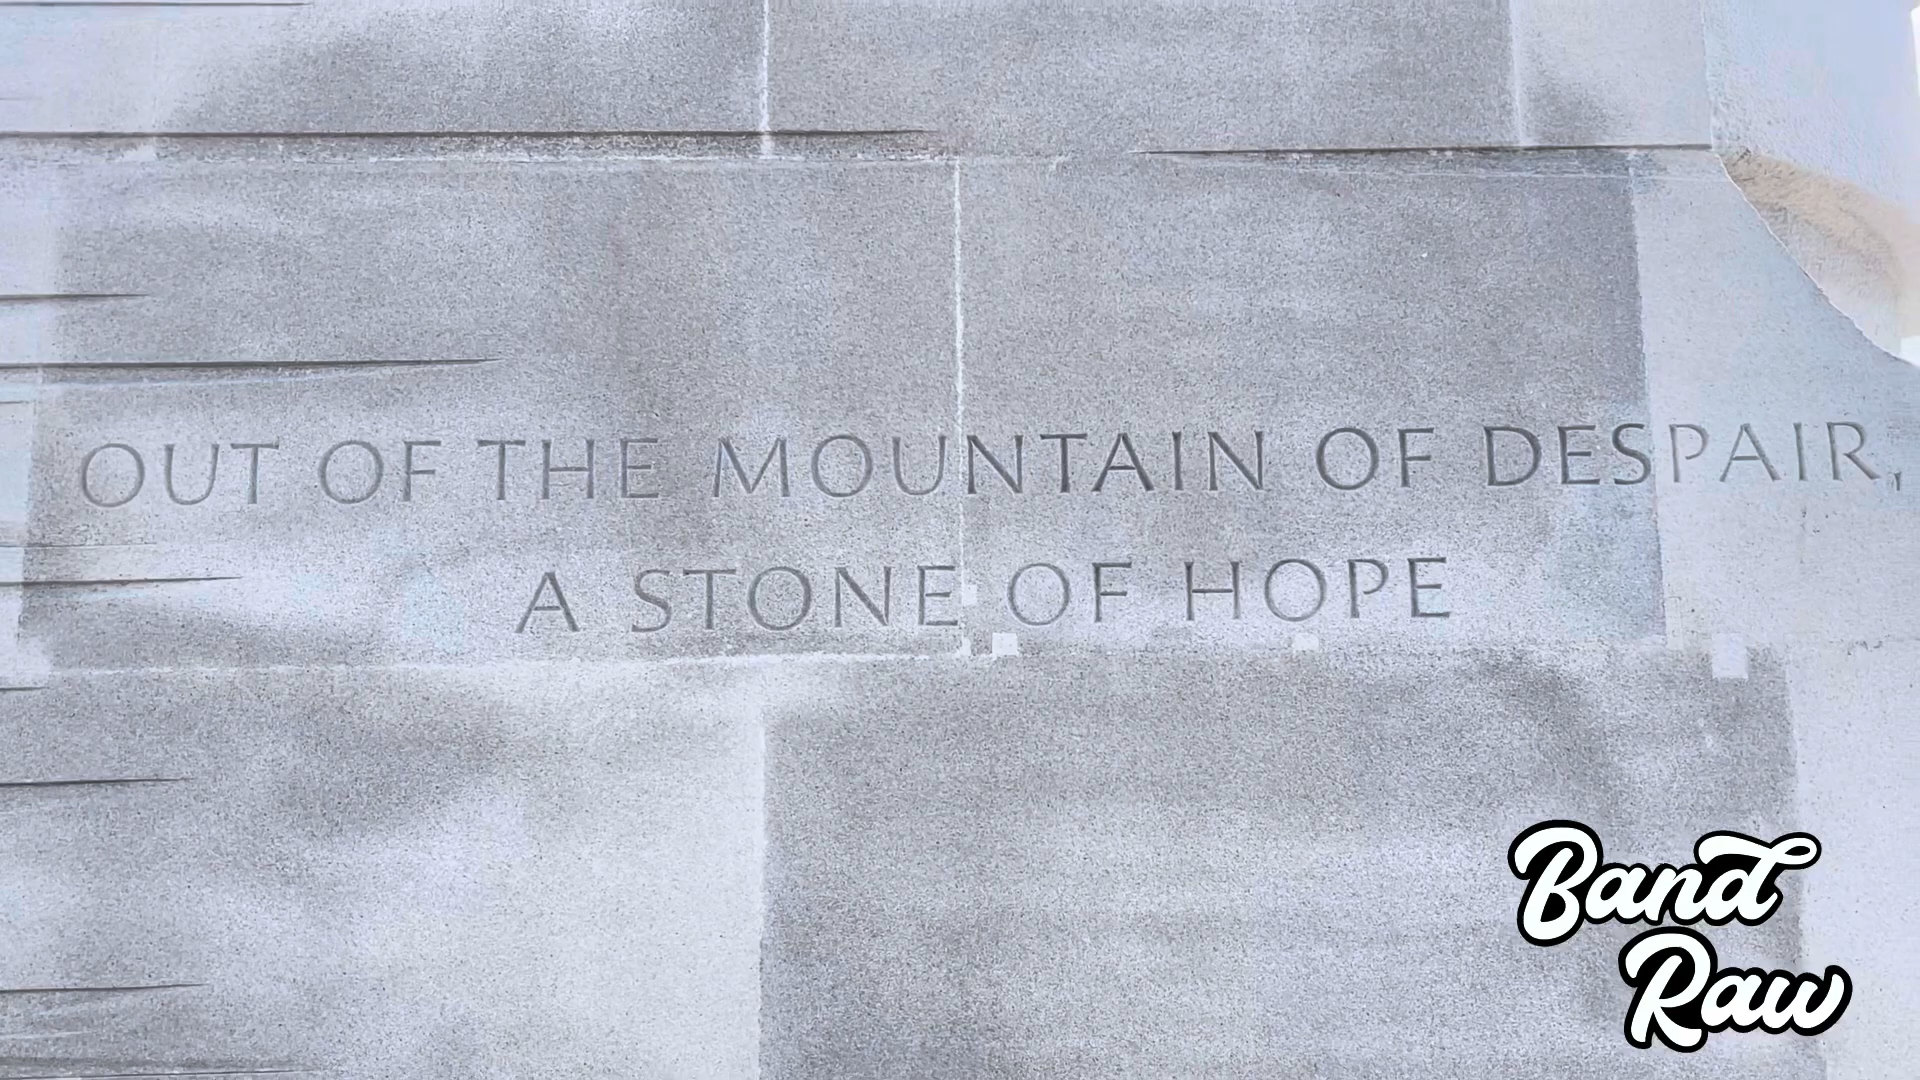 OUT OF THE MOUNTAIN OF DESPAIR,
A STONE OF HOPE
Band
Raw